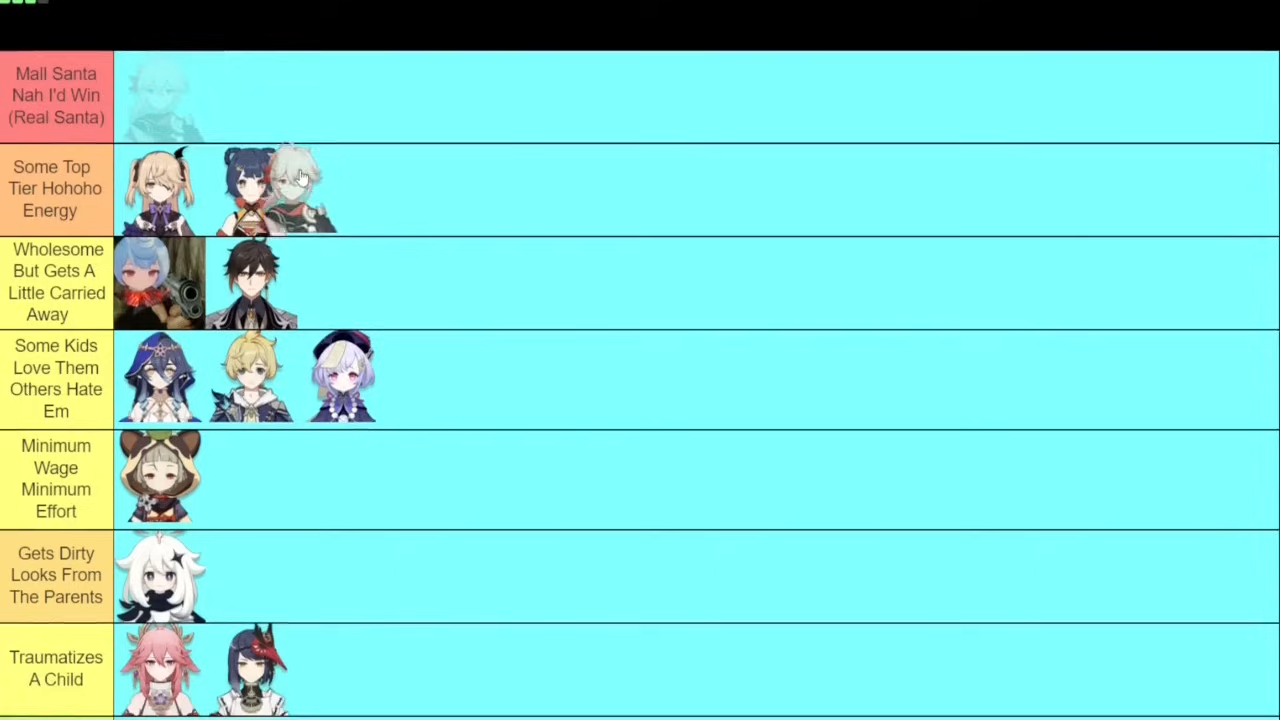 Mall Santa
Nah I'd Win
(Real Santa)
Some Top
Tier Hohoho
Energy
Wholesome
But Gets A
Little Carried
Away
Some Kids
Love Them
Others Hate
Em
Minimum
Wage
Minimum
Effort
Gets Dirty
Looks From
The Parents
Traumatizes
A Child